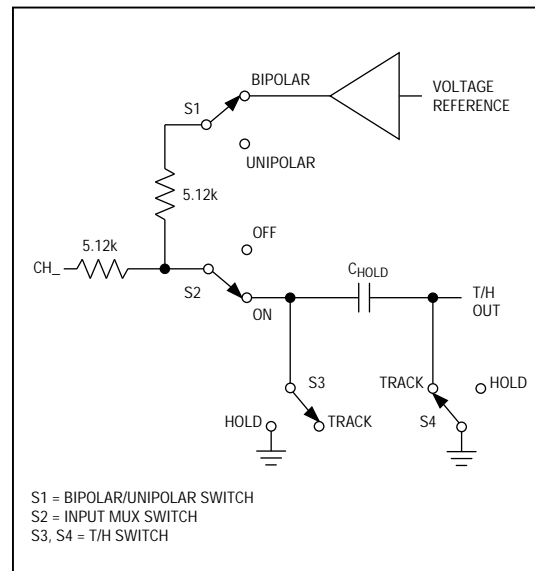 BIPOLAR
VOLTAGE
REFERENCE
S1
UNIPOLAR
5.12k
OFF
5.12k
CH_
S2
ON
CHOLD
T/H
OUT
S3
TRACK
HOLD
HOLD
TRACK
S4
S1 = BIPOLAR/UNIPOLAR SWITCH
S2 = INPUT MUX SWITCH
S3, S4 = T/H SWITCH